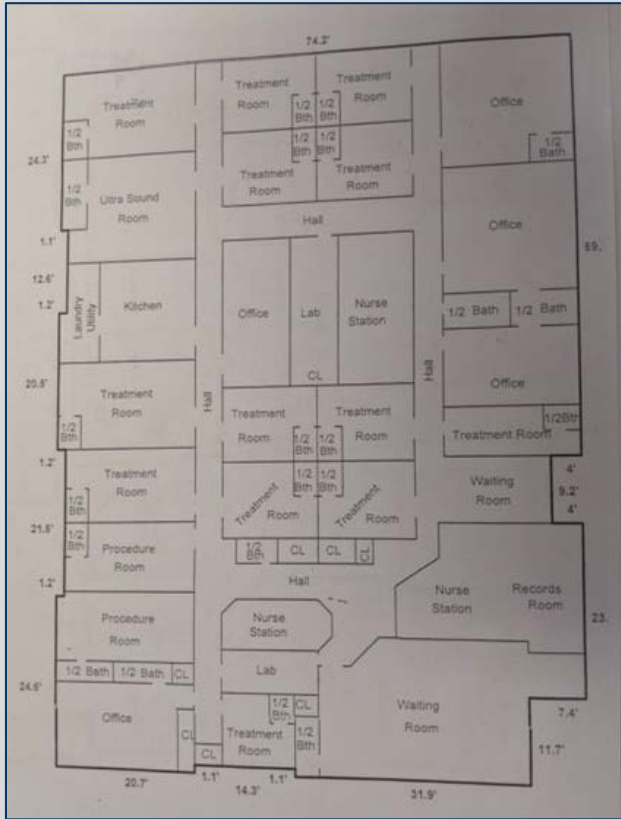 74.2'
Treatment
Room
1/2
Bth
Treatment
Room
1/2
Bth
1/2
Bth
Treatment
Room
Office
1/2
Bath
24.3'
1/2
Bth
Ultra Sound
Room
1/2
Bth
1/2
Bth
Treatment
Room
Treatment
Room
Hall
Office
89.
1.1'
12.6'
1.2'
Laundry
Utility
Kitchen
Office
Lab
Nurse
Station
CL
1/2 Bath
1/2 Bath
Office
20.5'
Hall
Hall
Treatment
Room
1/2
Bth
Treatment
Room
1/2
Bth
1/2
Bth
Treatment
Room
1/2Bth
Treatment Room
1.2'
Treatment
Room
1/2
Bth
1/2
Bth
1/2
Bth
Treatment
Room
Treatment
Room
Waiting
Room
4'
9.2'
4'
21.5'
1/2
Bth
Procedure
Room
1/2
Bth
CL
CL
CL
Hall
1.2'
Nurse
Station
Records
Room
23.
Procedure
Room
Nurse
Station
1/2 Bath
1/2 Bath
CL
Lab
24.6'
Office
CL
CL
1/2
Bth
CL
Treatment
Room
1/2
Bth
Waiting
Room
7.4'
11.7'
20.7'
1.1'
14.3'
1.1'
31.9'